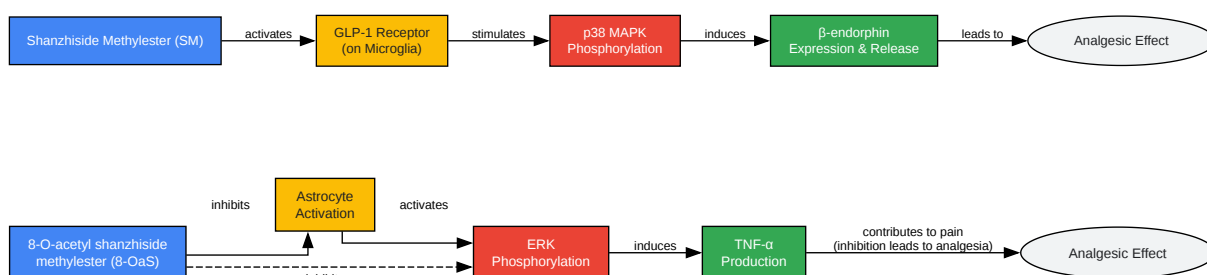 Shanzhiside Methylester (SM)
activates
GLP-1 Receptor
(on Microglia)
stimulates
p38 MAPK
Phosphorylation
induces
β-endorphin
Expression & Release
leads to
Analgesic Effect
8-O-acetyl shanzhiside
methylester (8-OaS)
inhibits
Astrocyte
Activation
activates
ERK
Phosphorylation
induces
TNF-α
Production
contributes to pain
(inhibition leads to analgesia)
Analgesic Effect